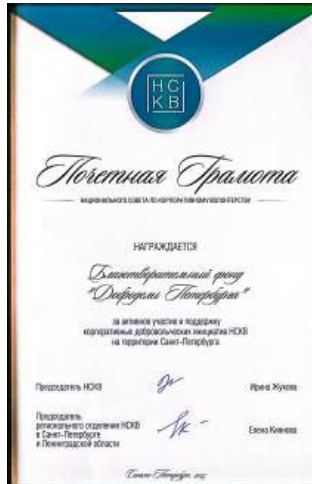 НС
КВ
Почетная Грамота
НАЦИОНАЛЬНОГО СОВЕТА ПО КОРПОРАТИВНОМУ ВОЛОНТЕРСТВУ
НАГРАЖДАЕТСЯ
Благотворительный фонд
"Доброделы Петербурга"
за активное участие и поддержку
корпоративных добровольческих инициатив НСКВ
на территории Санкт-Петербурга
Председатель НСКВ
Ирина Жукова
Председатель
регионального отделения НСКВ
в Санкт-Петербурге
и Ленинградской области
Елена
Санкт-Петербург